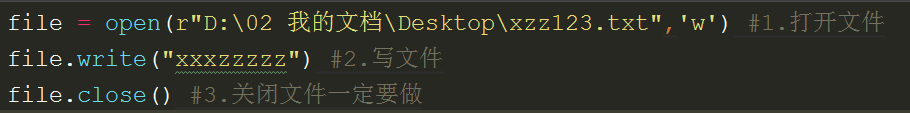 file = open(r"D:\02 我的文档\Desktop\xzz123.txt",'w') #1.打开文件
file.write("xxxzzzzz") #2.写文件
file.close() #3.关闭文件一定要做